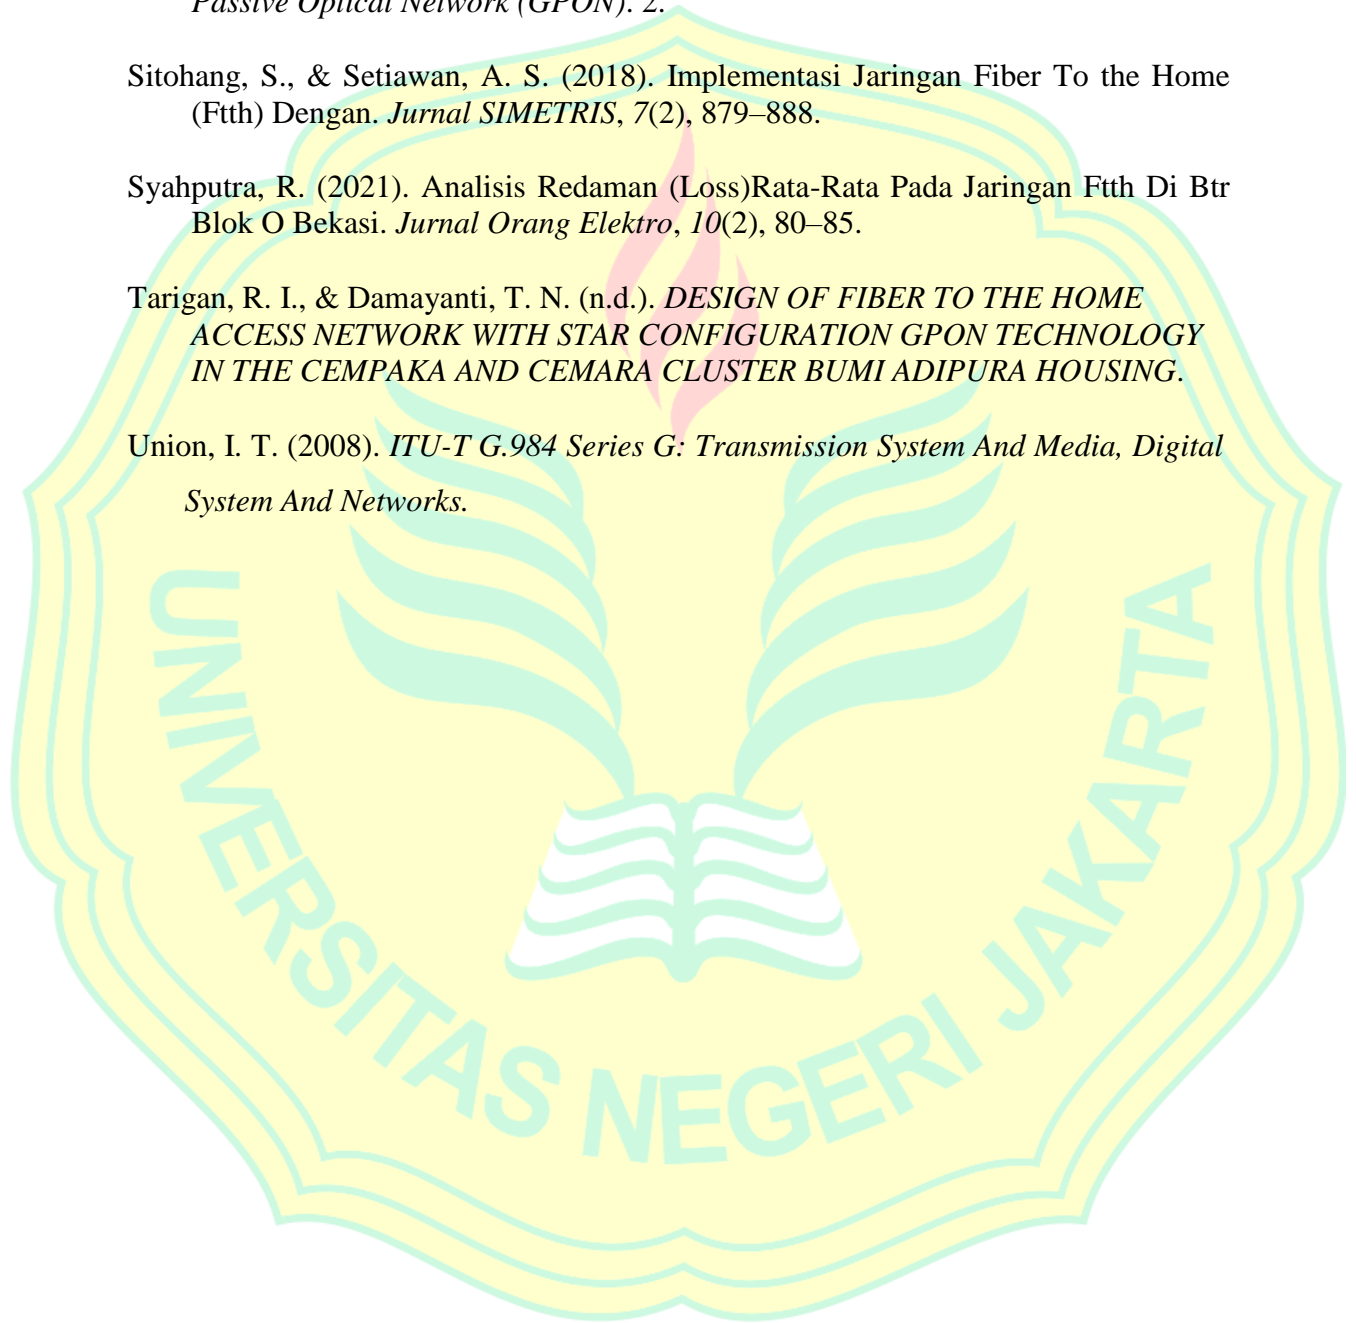 Passive Optical Network (GPON). 2.
Sitohang, S., & Setiawan, A. S. (2018). Implementasi Jaringan Fiber To the Home
(Ftth) Dengan. Jurnal SIMETRIS, 7(2), 879–888.
Syahputra, R. (2021). Analisis Redaman (Loss)Rata-Rata Pada Jaringan Ftth Di Btr
Blok O Bekasi. Jurnal Orang Elektro, 10(2), 80–85.
Tarigan, R. I., & Damayanti, T. N. (n.d.). DESIGN OF FIBER TO THE HOME
ACCESS NETWORK WITH STAR CONFIGURATION GPON TECHNOLOGY
IN THE CEMPAKA AND CEMARA CLUSTER BUMI ADIPURA HOUSING.
Union, I. T. (2008). ITU-T G.984 Series G: Transmission System And Media, Digital
System And Networks.
UNIVERSITAS NEGERI JAKARTA